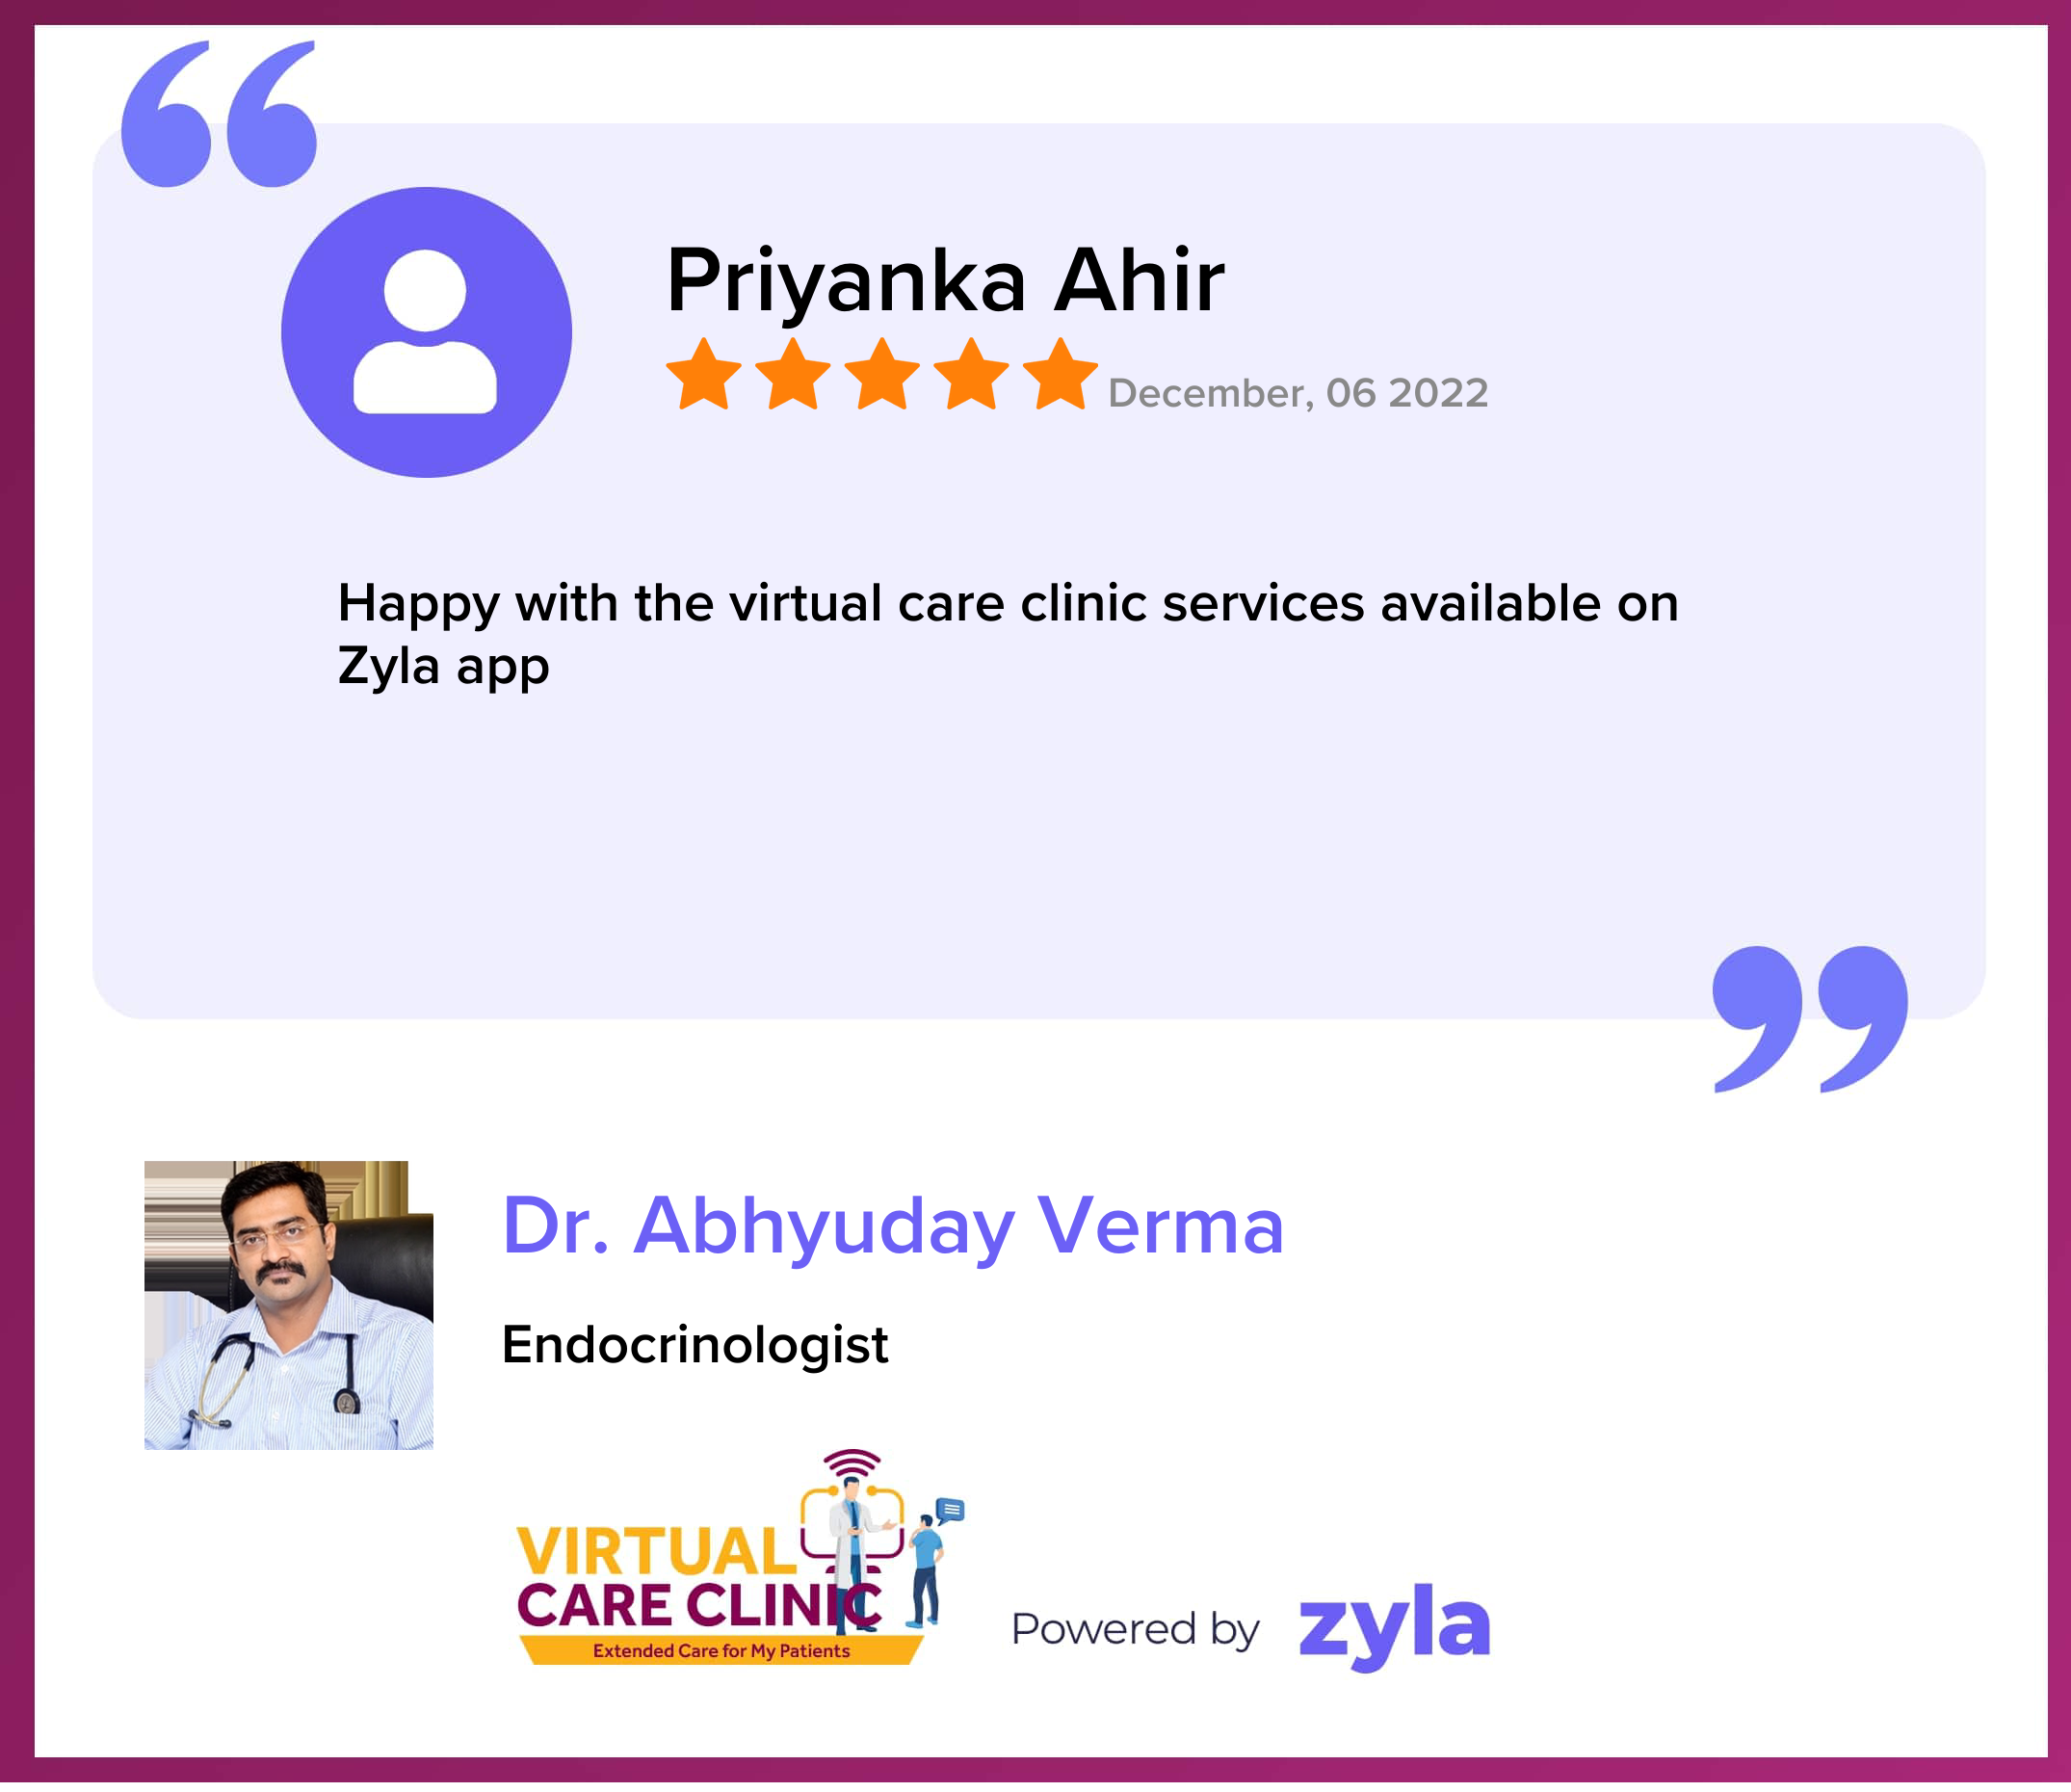 Priyanka Ahir
December, 06 2022
Happy with the virtual care clinic services available on
Zyla app
Dr. Abhyuday Verma
Endocrinologist
VIRTUAL
CARE CLINIC
Extended Care for My Patients
Powered by zyla